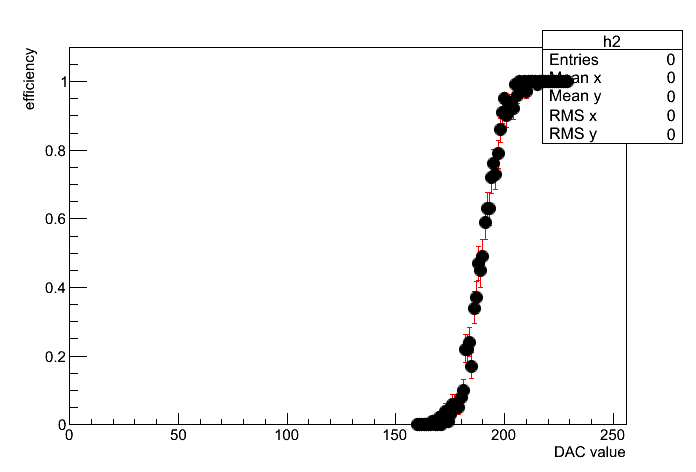 efficiency
h2
Entries 0
Mean x 0
Mean y 0
RMS x 0
RMS y 0
1
0.8
0.6
0.4
0.2
0
0 50 100 150 200 250
DAC value